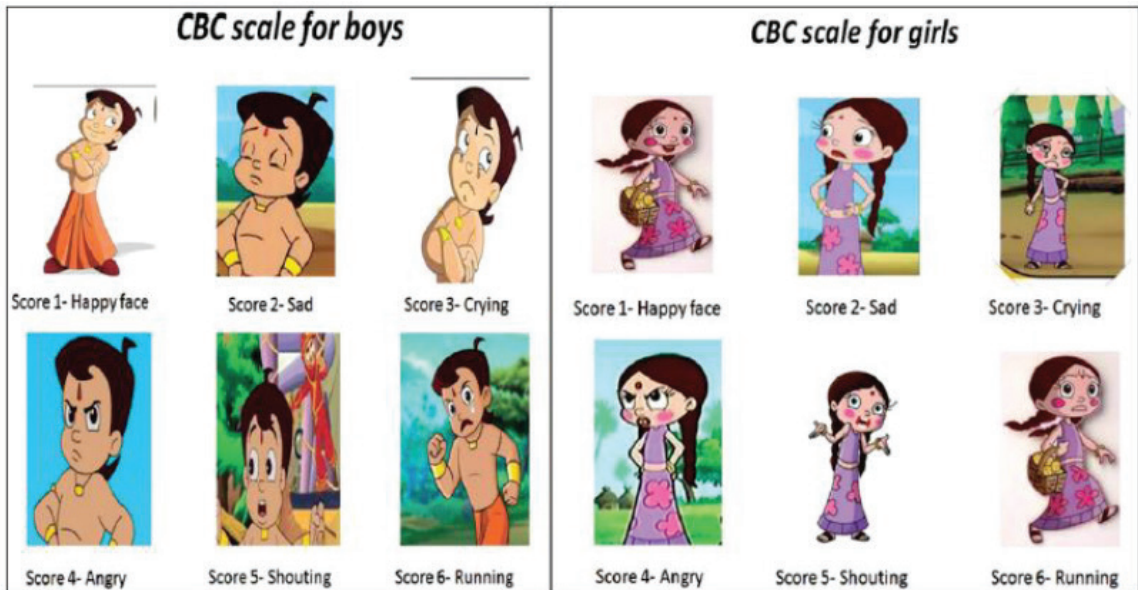 CBC scale for boys
Score 1- Happy face
Score 2- Sad
Score 3- Crying
Score 4- Angry
Score 5- Shouting
Score 6- Running
CBC scale for girls
Score 1- Happy face
Score 2- Sad
Score 3- Crying
Score 4- Angry
Score 5- Shouting
Score 6- Running